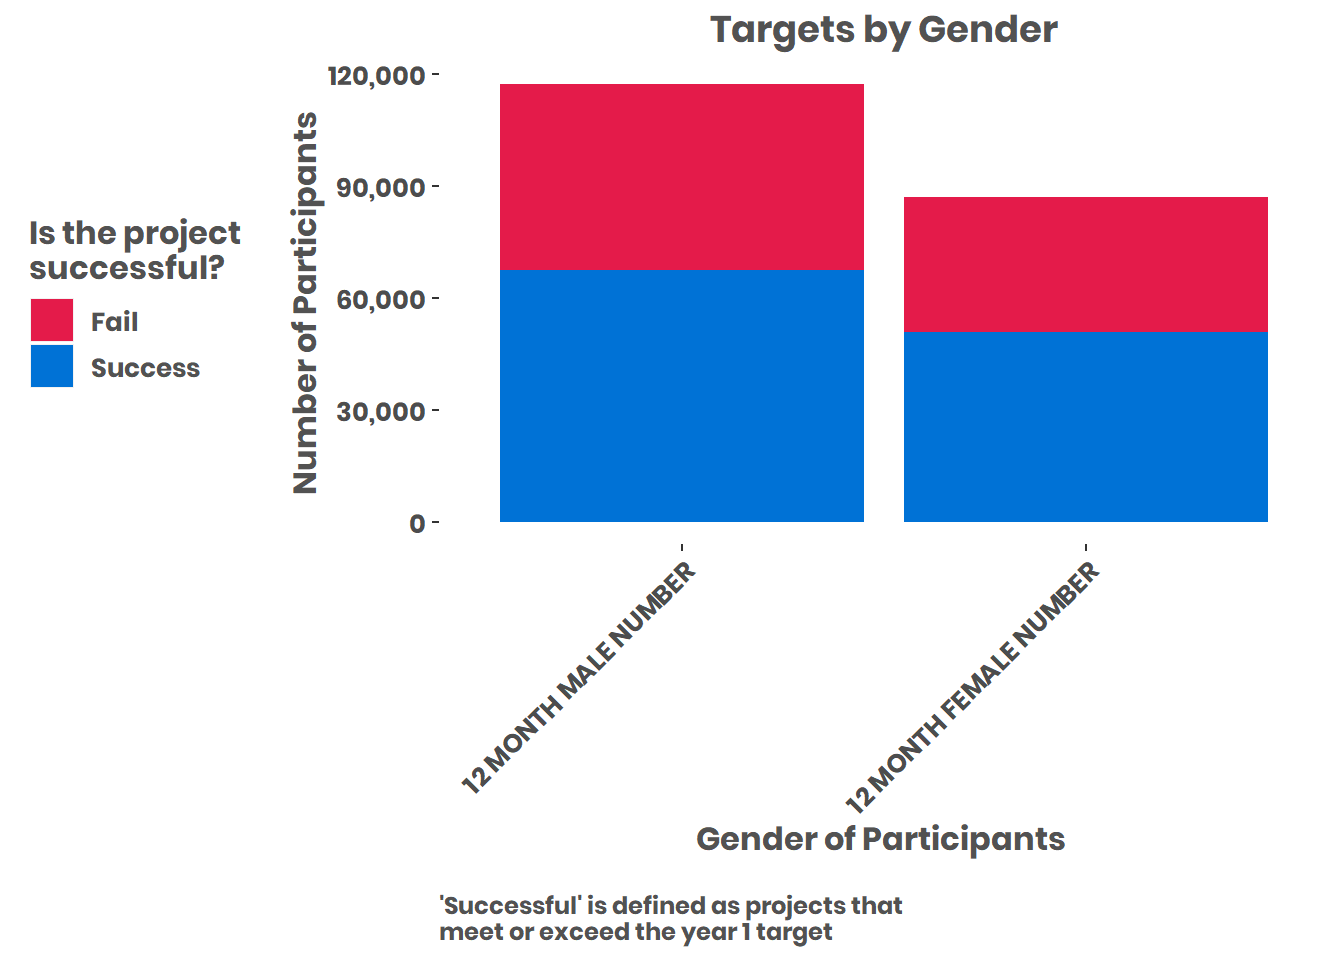 Targets by Gender
Is the project
successful?
Fail
Success
Number of Participants
120,000
90,000
60,000
30,000
0
12 MONTH MALE NUMBER
12 MONTH FEMALE NUMBER
Gender of Participants
'Successful' is defined as projects that
meet or exceed the year 1 target